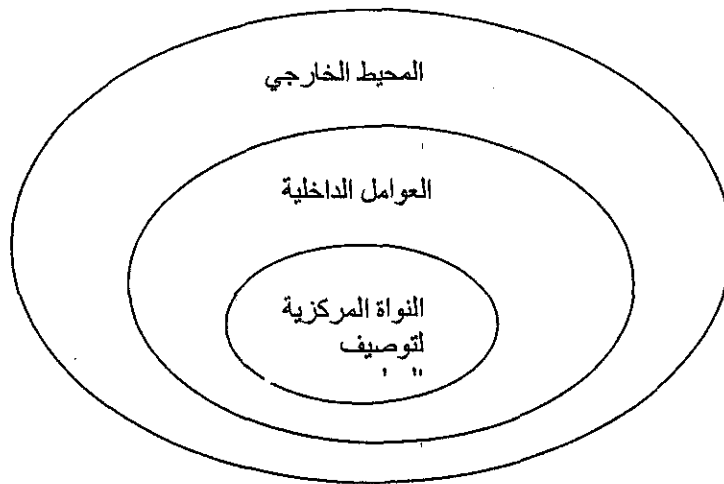 المحيط الخارجي
العوامل الداخلية
النواة المركزية
لتوصيف